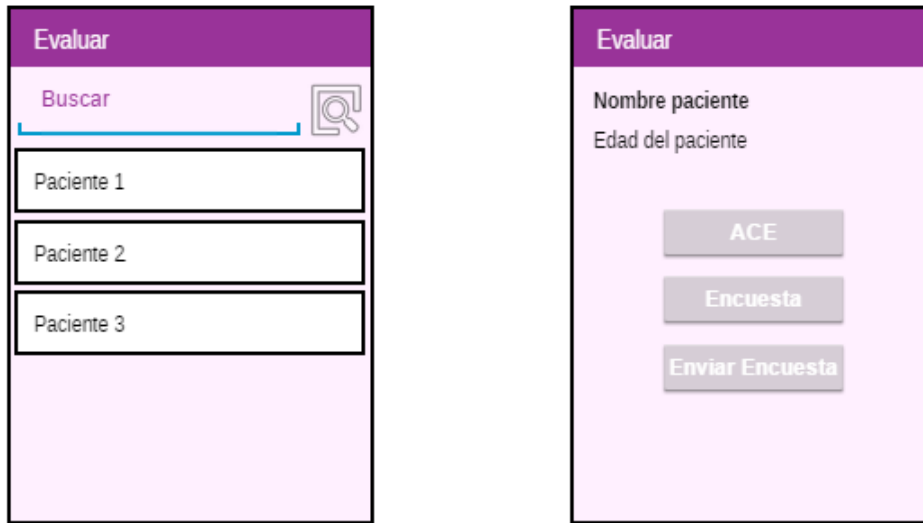 Evaluar
Buscar
Paciente 1
Paciente 2
Paciente 3
Evaluar
Nombre paciente
Edad del paciente
ACE
Encuesta
Enviar Encuesta